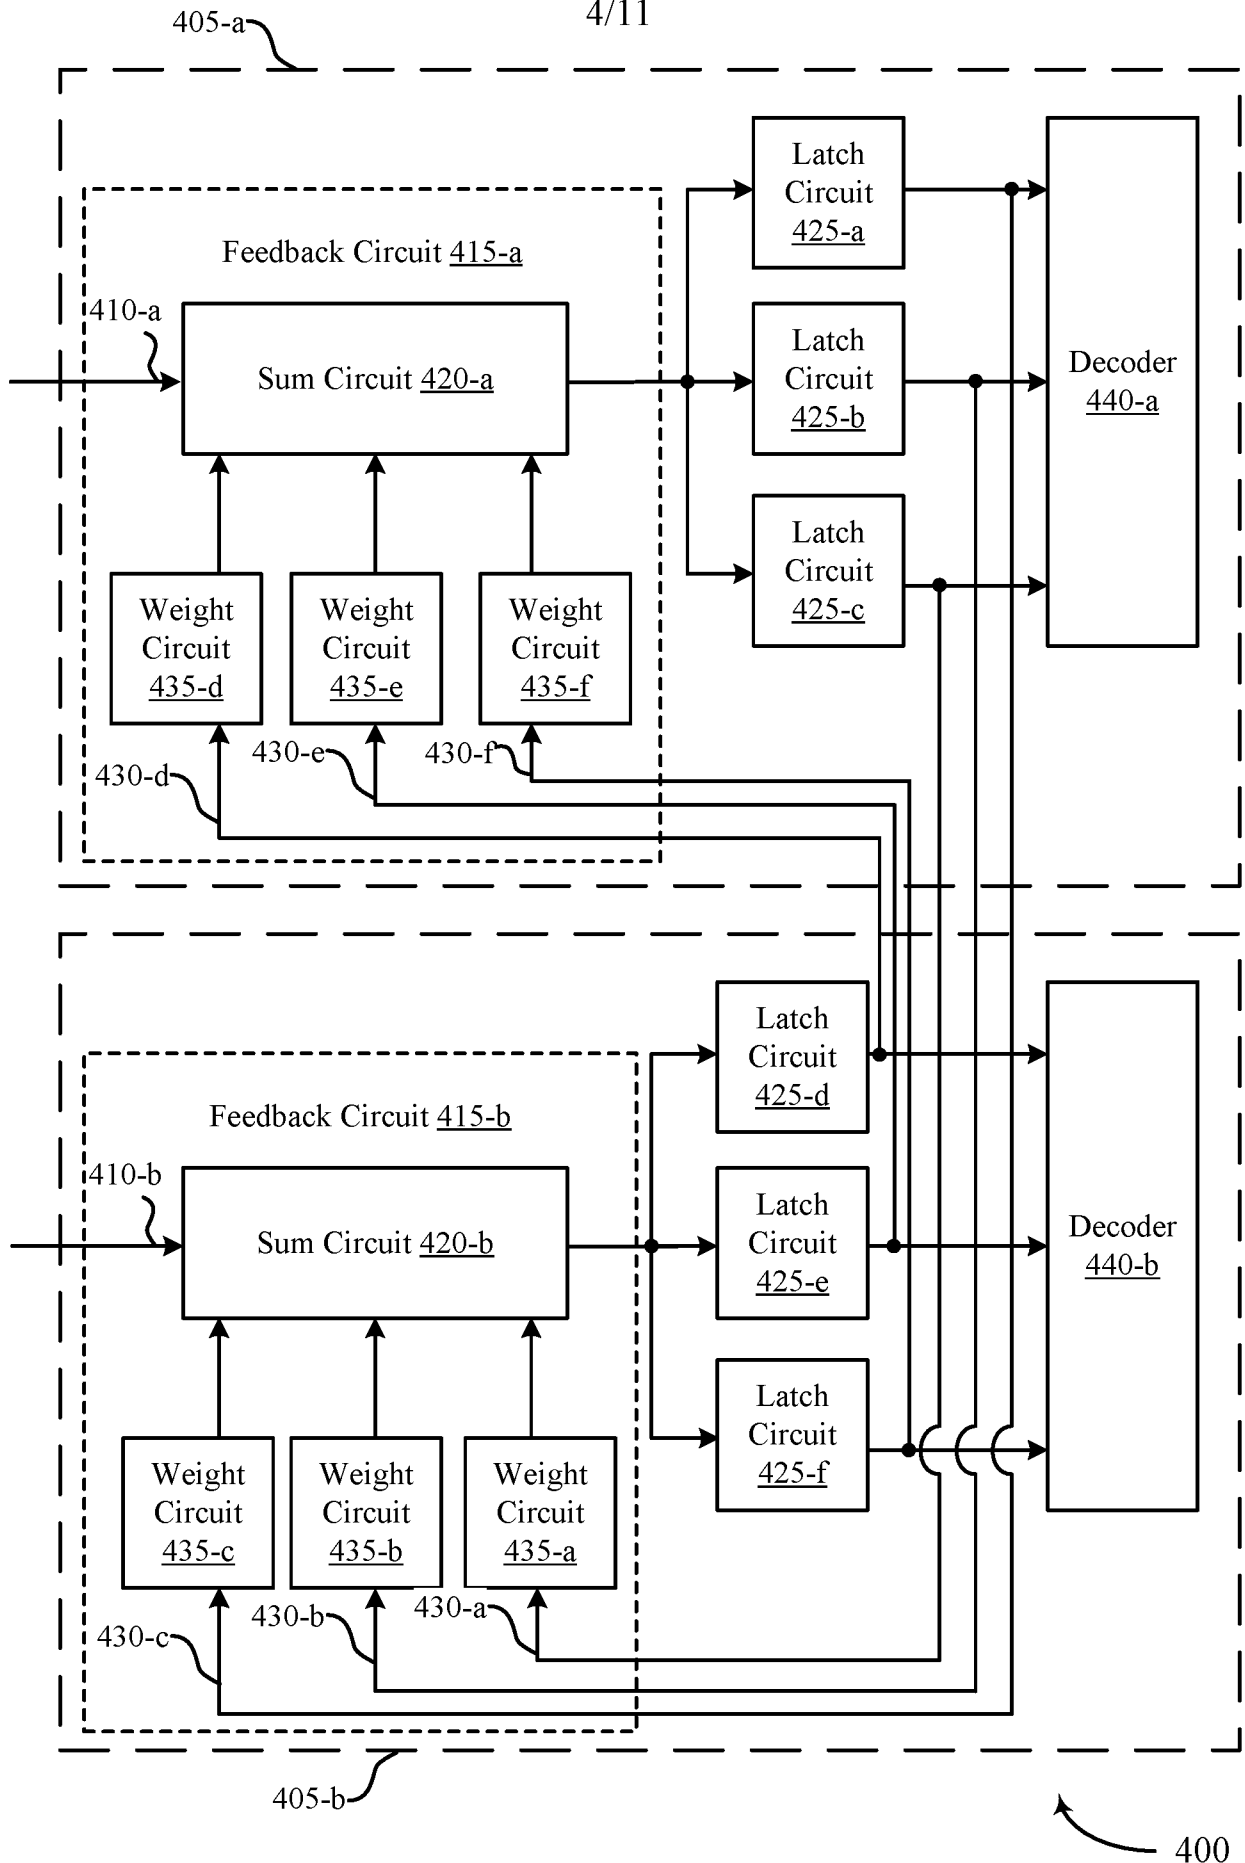 4/11
405-a
Latch
Circuit
425-a
Feedback Circuit 415-a
410-a
Sum Circuit 420-a
Latch
Circuit
425-b
Decoder
440-a
Latch
Circuit
425-c
Weight
Circuit
435-d
Weight
Circuit
435-e
Weight
Circuit
435-f
430-d
430-e
430-f
Latch
Circuit
425-d
Feedback Circuit 415-b
410-b
Sum Circuit 420-b
Latch
Circuit
425-e
Decoder
440-b
Latch
Circuit
425-f
Weight
Circuit
435-c
Weight
Circuit
435-b
Weight
Circuit
435-a
430-c
430-b
430-a
405-b
400